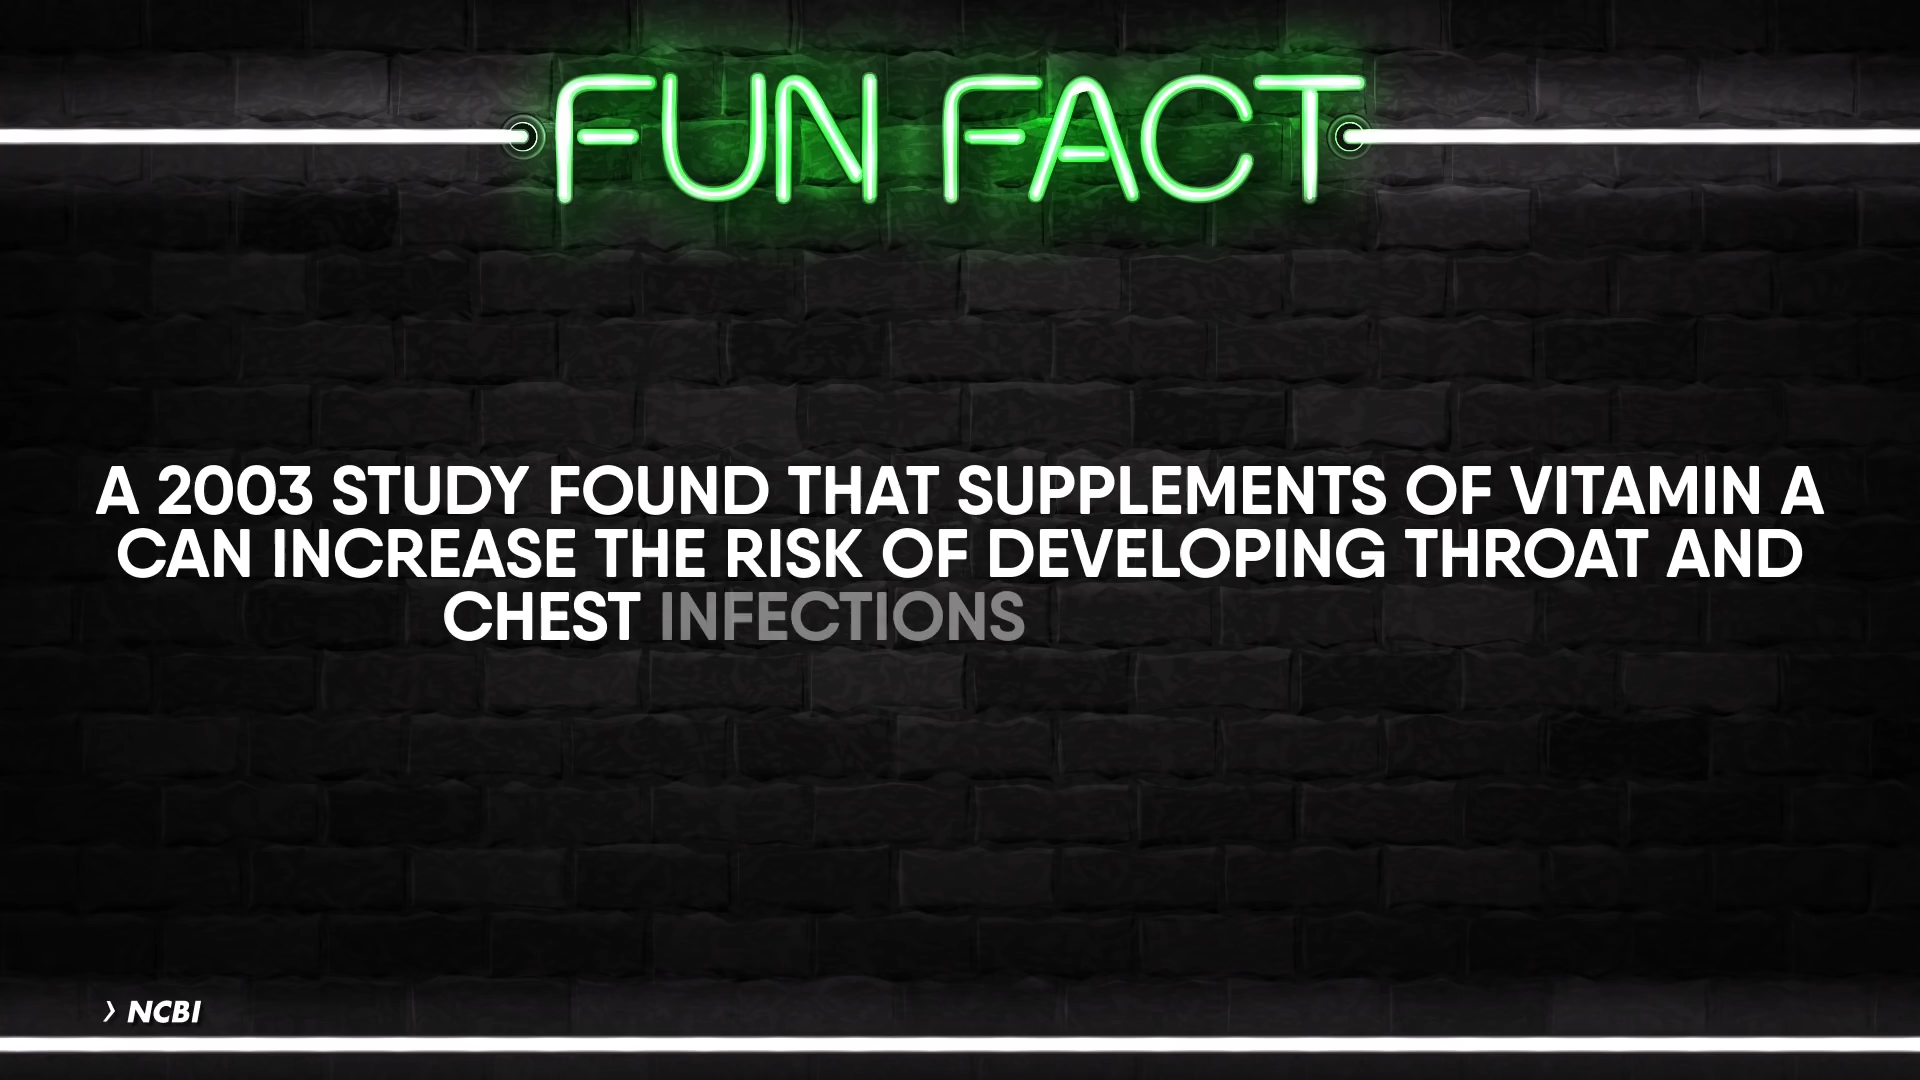 FUN FACT
A 2003 STUDY FOUND THAT SUPPLEMENTS OF VITAMIN A
CAN INCREASE THE RISK OF DEVELOPING THROAT AND
CHEST INFECTIONS
› NCBI